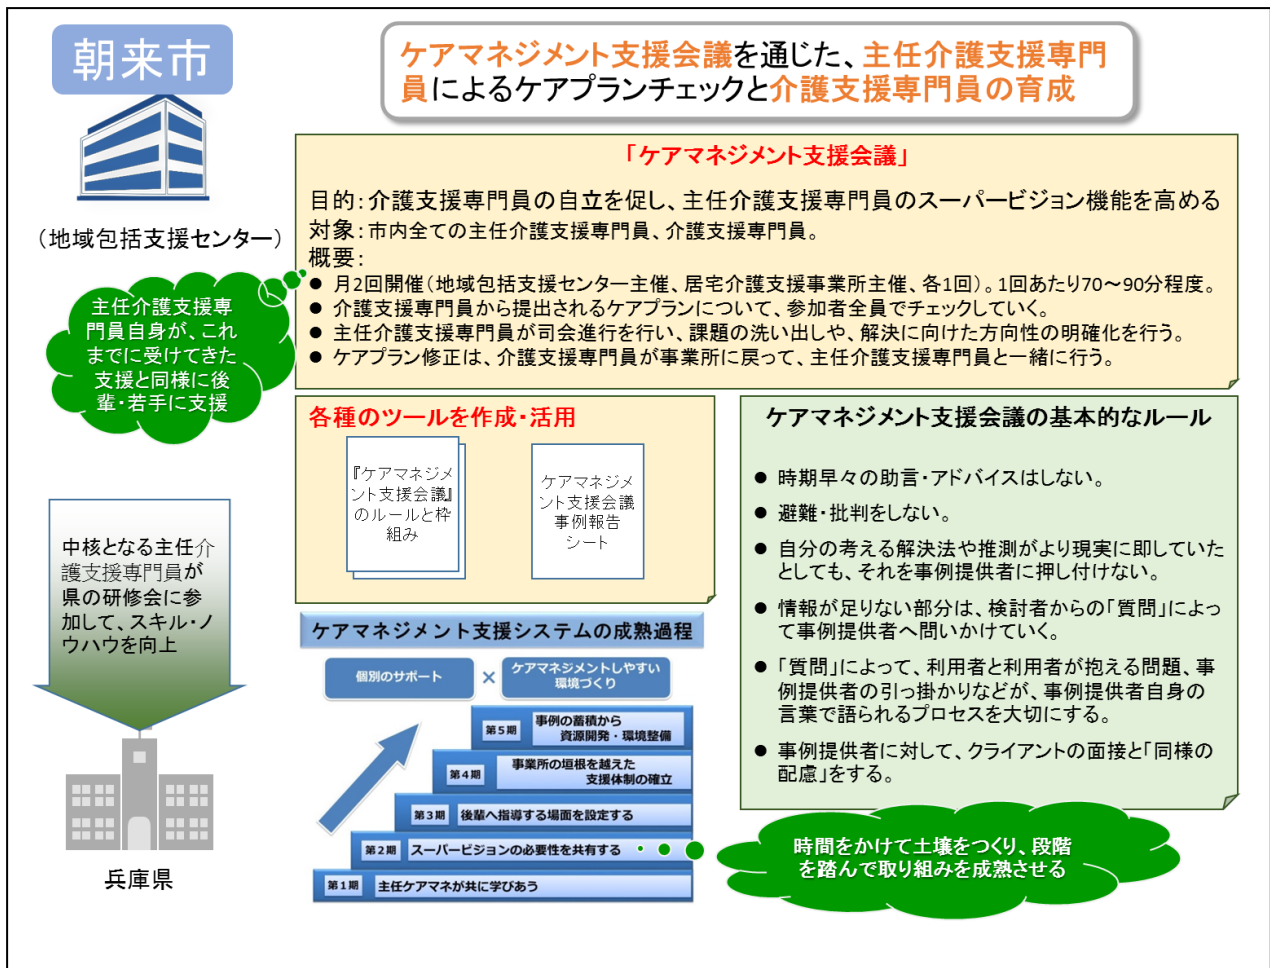 朝来市
ケアマネジメント支援会議を通じた、主任介護支援専門
員によるケアプランチェックと介護支援専門員の育成
「ケアマネジメント支援会議」
目的：介護支援専門員の自立を促し、主任介護支援専門員のスーパービジョン機能を高める
対象：市内全ての主任介護支援専門員、介護支援専門員。
概要：
● 月2回開催（地域包括支援センター主催、居宅介護支援事業所主催、各1回）。1回あたり70～90分程度。
● 介護支援専門員から提出されるケアプランについて、参加者全員でチェックしていく。
● 主任介護支援専門員が司会進行を行い、課題の洗い出しや、解決に向けた方向性の明確化を行う。
● ケアプラン修正は、介護支援専門員が事業所に戻って、主任介護支援専門員と一緒に行う。
（地域包括支援センター）
主任介護支援専
門員自身が、これ
までに受けてきた
支援と同様に後
輩・若手に支援
中核となる主任介
護支援専門員が
県の研修会に参
加して、スキル・ノ
ウハウを向上
兵庫県
各種のツールを作成・活用
『ケアマネジメ
ント支援会議』
のルールと枠
組み
ケアマネジメ
ント支援会議
事例報告
シート
ケアマネジメント支援会議の基本的なルール
● 時期早々の助言・アドバイスはしない。
● 避難・批判をしない。
● 自分の考える解決法や推測がより現実に即していた
としても、それを事例提供者に押し付けない。
● 情報が足りない部分は、検討者からの「質問」によっ
て事例提供者へ問いかけていく。
● 「質問」によって、利用者と利用者が抱える問題、事
例提供者の引っ掛かりなどが、事例提供者自身の
言葉で語られるプロセスを大切にする。
● 事例提供者に対して、クライアントの面接と「同様の
配慮」をする。
ケアマネジメント支援システムの成熟過程
個別のサポート
×
ケアマネジメントしやすい
環境づくり
第5期 事例の蓄積から
資源開発・環境整備
第4期 事業所の垣根を越えた
支援体制の確立
第3期 後輩へ指導する場面を設定する
第2期 スーパービジョンの必要性を共有する
第1期 主任ケアマネが共に学びあう
時間をかけて土壌をつくり、段階
を踏んで取り組みを成熟させる